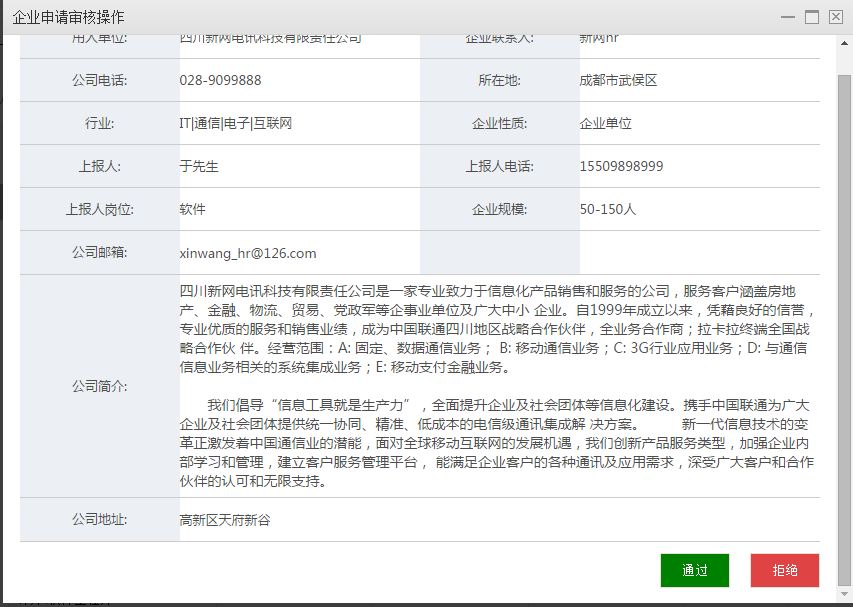 企业申请审核操作
用人单位: 四川新网电讯科技有限责任公司 企业联系人: 新网hr
公司电话: 028-9099888 所在地: 成都市武侯区
行业: IT|通信|电子|互联网 企业性质: 企业单位
上报人: 于先生 上报人电话: 15509898999
上报人岗位: 软件 企业规模: 50-150人
公司邮箱: xinwang_hr@126.com
四川新网电讯科技有限责任公司是一家专业致力于信息化产品销售和服务的公司，服务客户涵盖房地
产、金融、物流、贸易、党政军等企事业单位及广大中小 企业。自1999年成立以来，凭藉良好的信誉，
专业优质的服务和销售业绩，成为中国联通四川地区战略合作伙伴，全业务合作商；拉卡拉终端全国战
略合作伙 伴。经营范围：A: 固定、数据通信业务； B: 移动通信业务；C: 3G行业应用业务；D: 与通信
信息业务相关的系统集成业务；E: 移动支付金融业务。
公司简介:
我们倡导“信息工具就是生产力”，全面提升企业及社会团体等信息化建设。携手中国联通为广大
企业及社会团体提供统一协同、精准、低成本的电信级通讯集成解 决方案。 新一代信息技术的变
革正激发着中国通信业的潜能，面对全球移动互联网的发展机遇，我们创新产品服务类型，加强企业内
部学习和管理，建立客户服务管理平台， 能满足企业客户的各种通讯及应用需求，深受广大客户和合作
伙伴的认可和无限支持。
公司地址: 高新区天府新谷
通过 拒绝